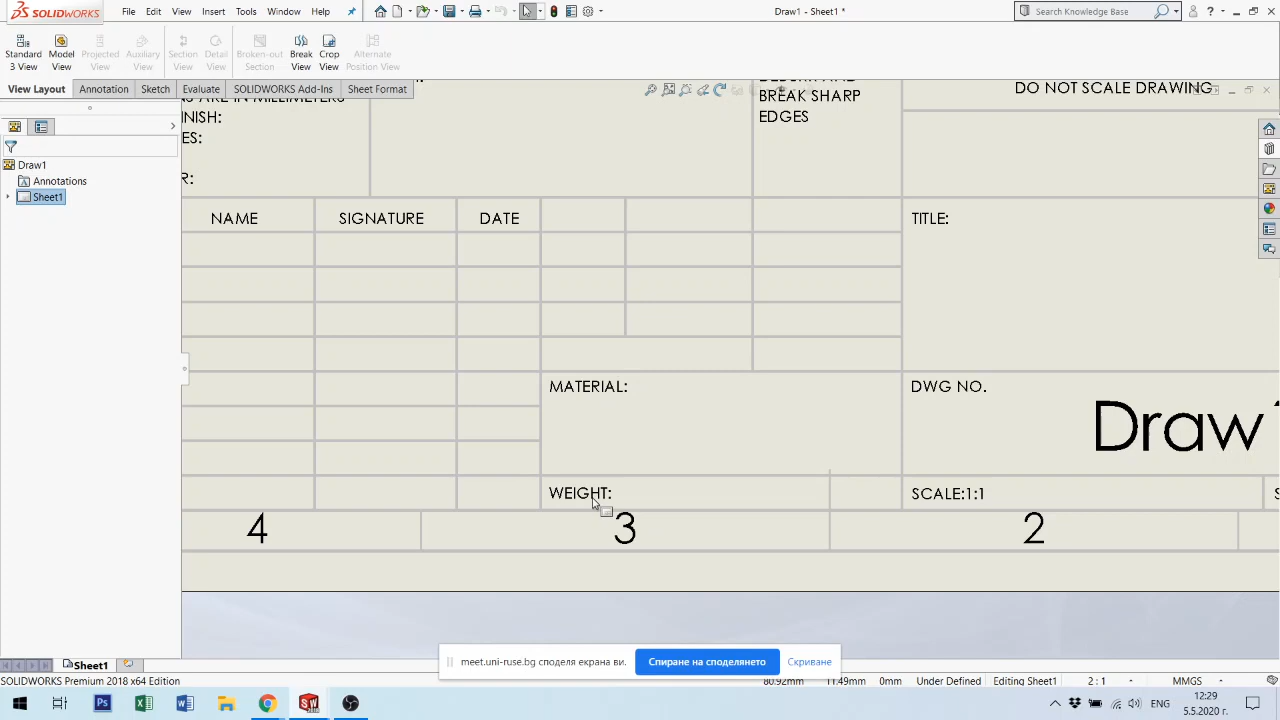 SOLIDWORKS
File Edit View Insert Tools Window Help
Draw1 - Sheet1 *
Search Knowledge Base
Standard 3 View
Model View
Projected View
Auxiliary View
Section View
Detail View
Broken-out Section
Break View
Crop View
Alternate Position View
View Layout Annotation Sketch Evaluate SOLIDWORKS Add-Ins Sheet Format
Draw1
Annotations
Sheet1
BREAK SHARP
EDGES
DO NOT SCALE DRAWING
NS ARE IN MILLIMETERS
INISH:
ES:
R:
NAME SIGNATURE DATE TITLE:
MATERIAL: DWG NO.
Draw
WEIGHT: SCALE:1:1
4 3 2
meet.uni-ruse.bg споделя екрана ви. Спиране на споделянето Скриване
Sheet1
SOLIDWORKS Premium 2018 x64 Edition 80.92mm 11.49mm 0mm Under Defined Editing Sheet1 2 : 1 MMGS
ENG
12:29
5.5.2020 г.